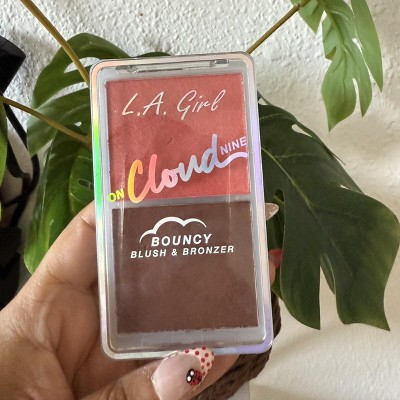 L.A. Girl
ON Cloud NINE
BOUNCY
BLUSH & BRONZER